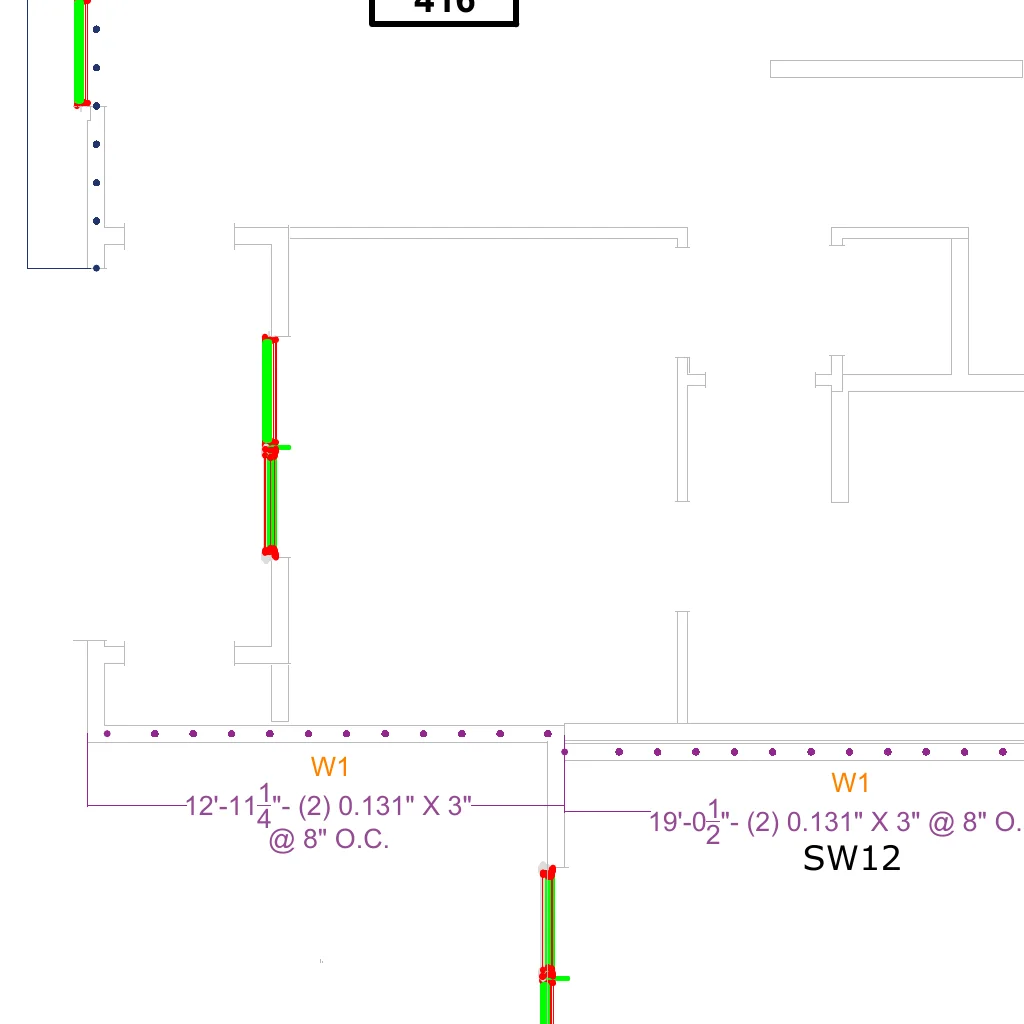 416
W1
12'-11 1/4"- (2) 0.131" X 3"
@ 8" O.C.
W1
19'-0 1/2"- (2) 0.131" X 3" @ 8" O.
SW12